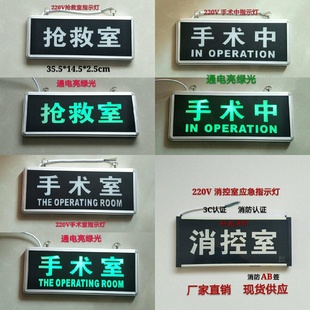 220V抢救室指示灯
抢救室
35.5*14.5*2.5cm
通电亮绿光
抢救室
220V 手术中指示灯
手术中
IN OPERATION
通电亮绿光
手术中
IN OPERATION
手术室
THE OPERATING ROOM
220V手术室指示灯
通电亮绿光
手术室
THE OPERATING ROOM
220V 消控室应急指示灯
3C认证 消防认证
消控室
消防AB签
厂家直销 现货供应